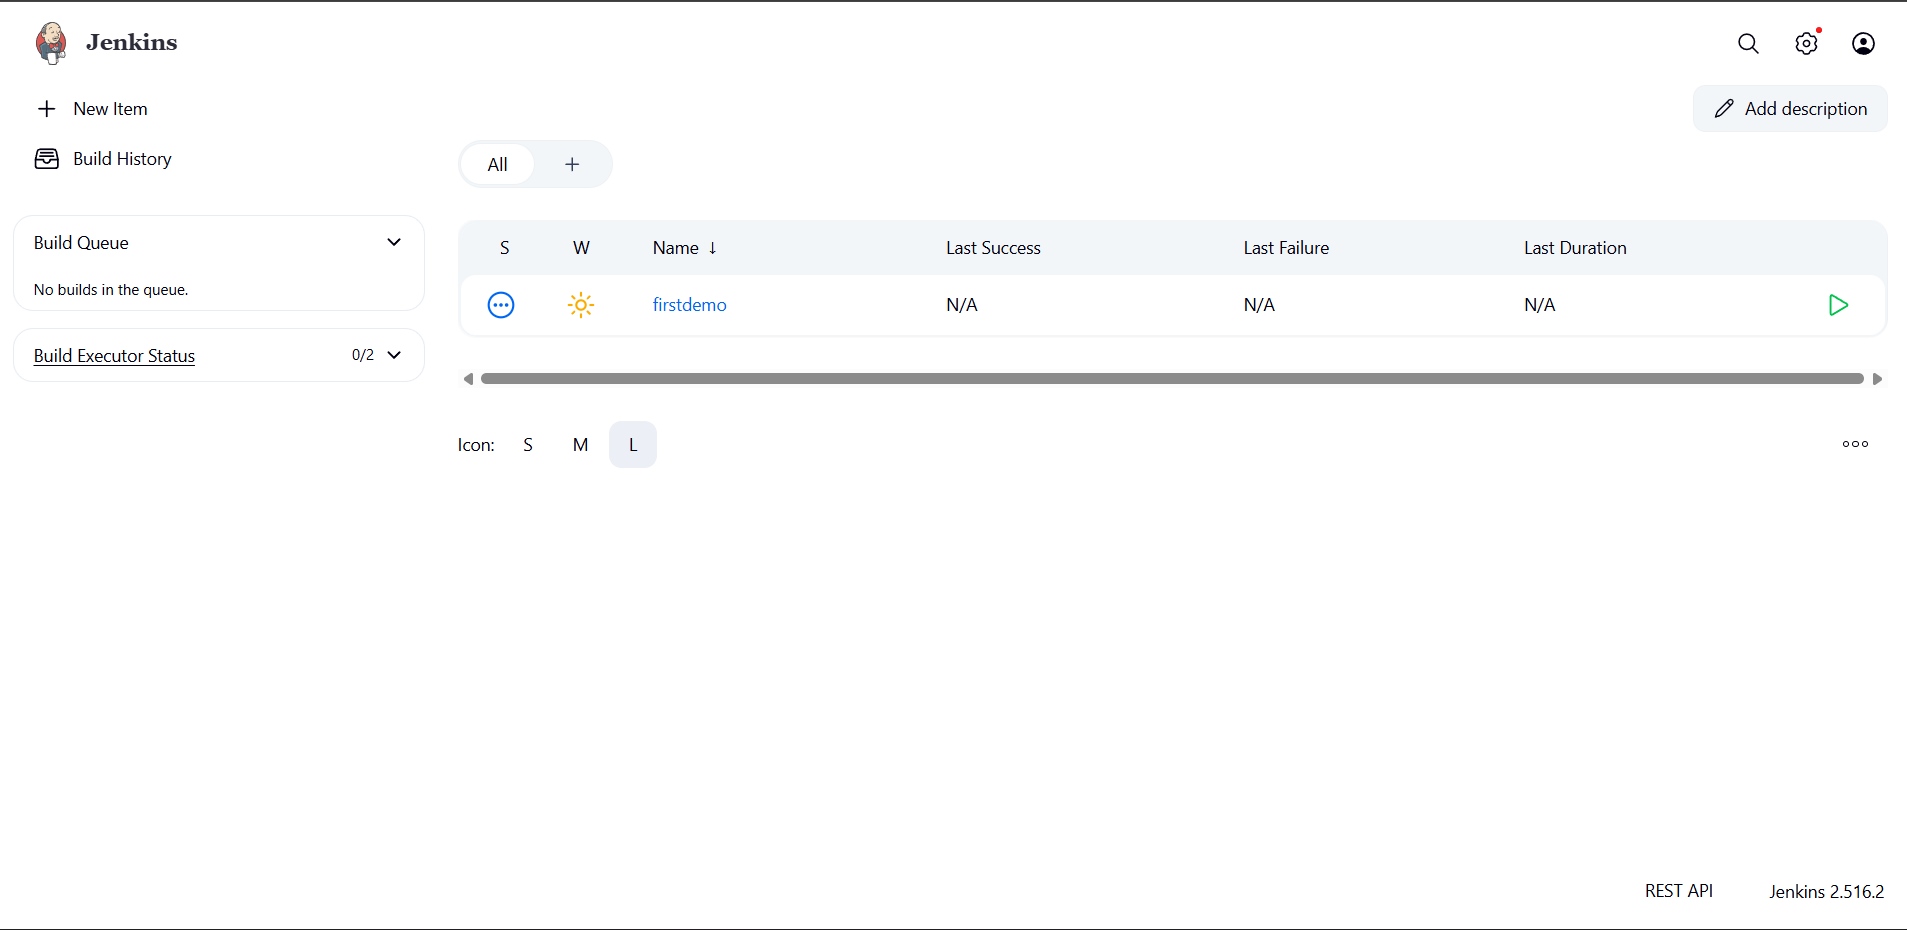 Jenkins
New Item
Add description
Build History
All +
Build Queue
No builds in the queue.
Build Executor Status 0/2
S W Name ↓ Last Success Last Failure Last Duration
firstdemo N/A N/A N/A
Icon: S M L
REST API Jenkins 2.516.2